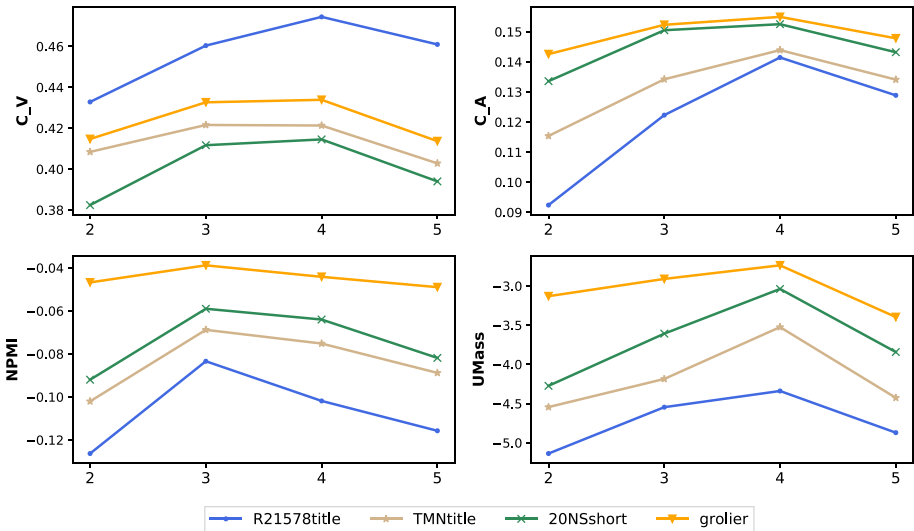 C_V
0.46
0.44
0.42
0.40
0.38
2 3 4 5
C_A
0.15
0.14
0.13
0.12
0.11
0.10
0.09
2 3 4 5
NPMI
−0.04
−0.06
−0.08
−0.10
−0.12
2 3 4 5
UMass
−3.0
−3.5
−4.0
−4.5
−5.0
2 3 4 5
R21578title TMNtitle 20NSshort grolier